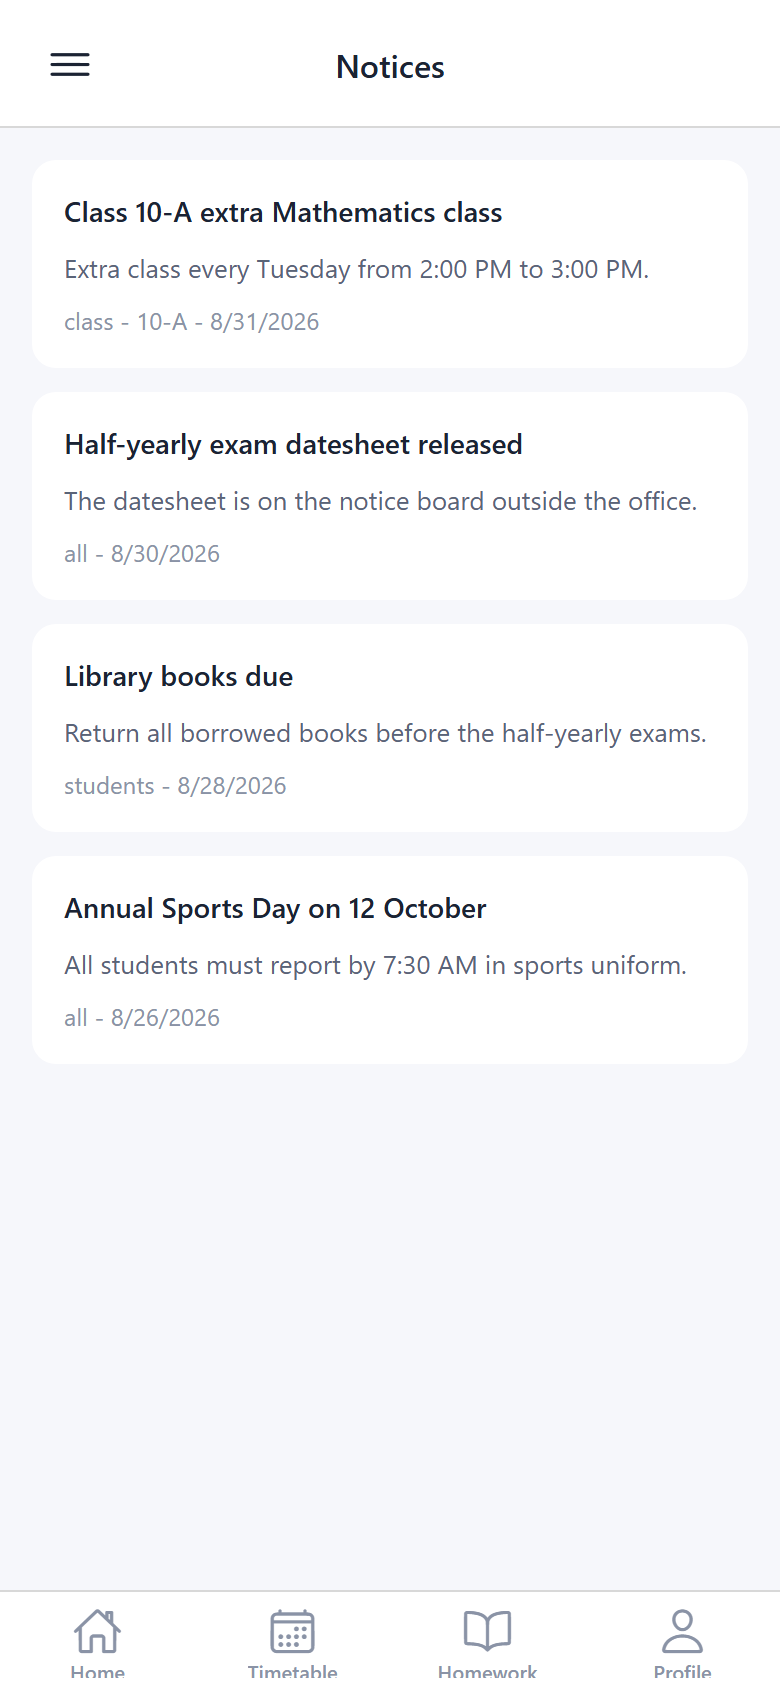 Notices
Class 10-A extra Mathematics class
Extra class every Tuesday from 2:00 PM to 3:00 PM.
class - 10-A - 8/31/2026
Half-yearly exam datesheet released
The datesheet is on the notice board outside the office.
all - 8/30/2026
Library books due
Return all borrowed books before the half-yearly exams.
students - 8/28/2026
Annual Sports Day on 12 October
All students must report by 7:30 AM in sports uniform.
all - 8/26/2026
Home Timetable Homework Profile